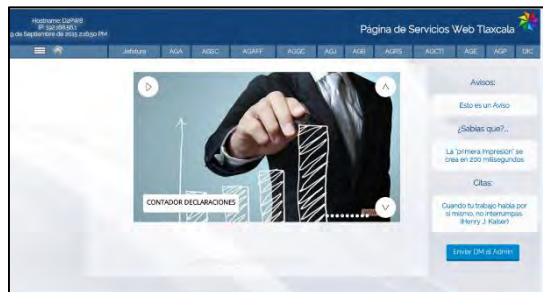 Hostname: D2PW8
IP: 192.168.56.1
9 de Septiembre de 2015 2:16:50 PM
Página de Servicios Web Tlaxcala
Jefatura AGA AGSC AGAFF AGGC AGJ AGR AGRS AGCTI AGE AGP OIC
CONTADOR DECLARACIONES
Avisos:
Esto es un Aviso
¿Sabías que?...
La "primera impresión" se
crea en 200 milisegundos
Citas:
Cuando tu trabajo habla por
sí mismo, no interrumpas
(Henry J. Kaiser)
Enviar DM al Admin